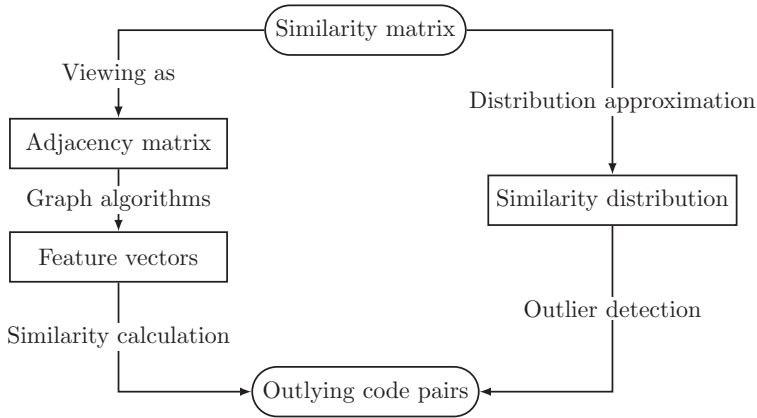 Similarity matrix
Viewing as
Distribution approximation
Adjacency matrix
Graph algorithms
Similarity distribution
Feature vectors
Outlier detection
Similarity calculation
Outlying code pairs